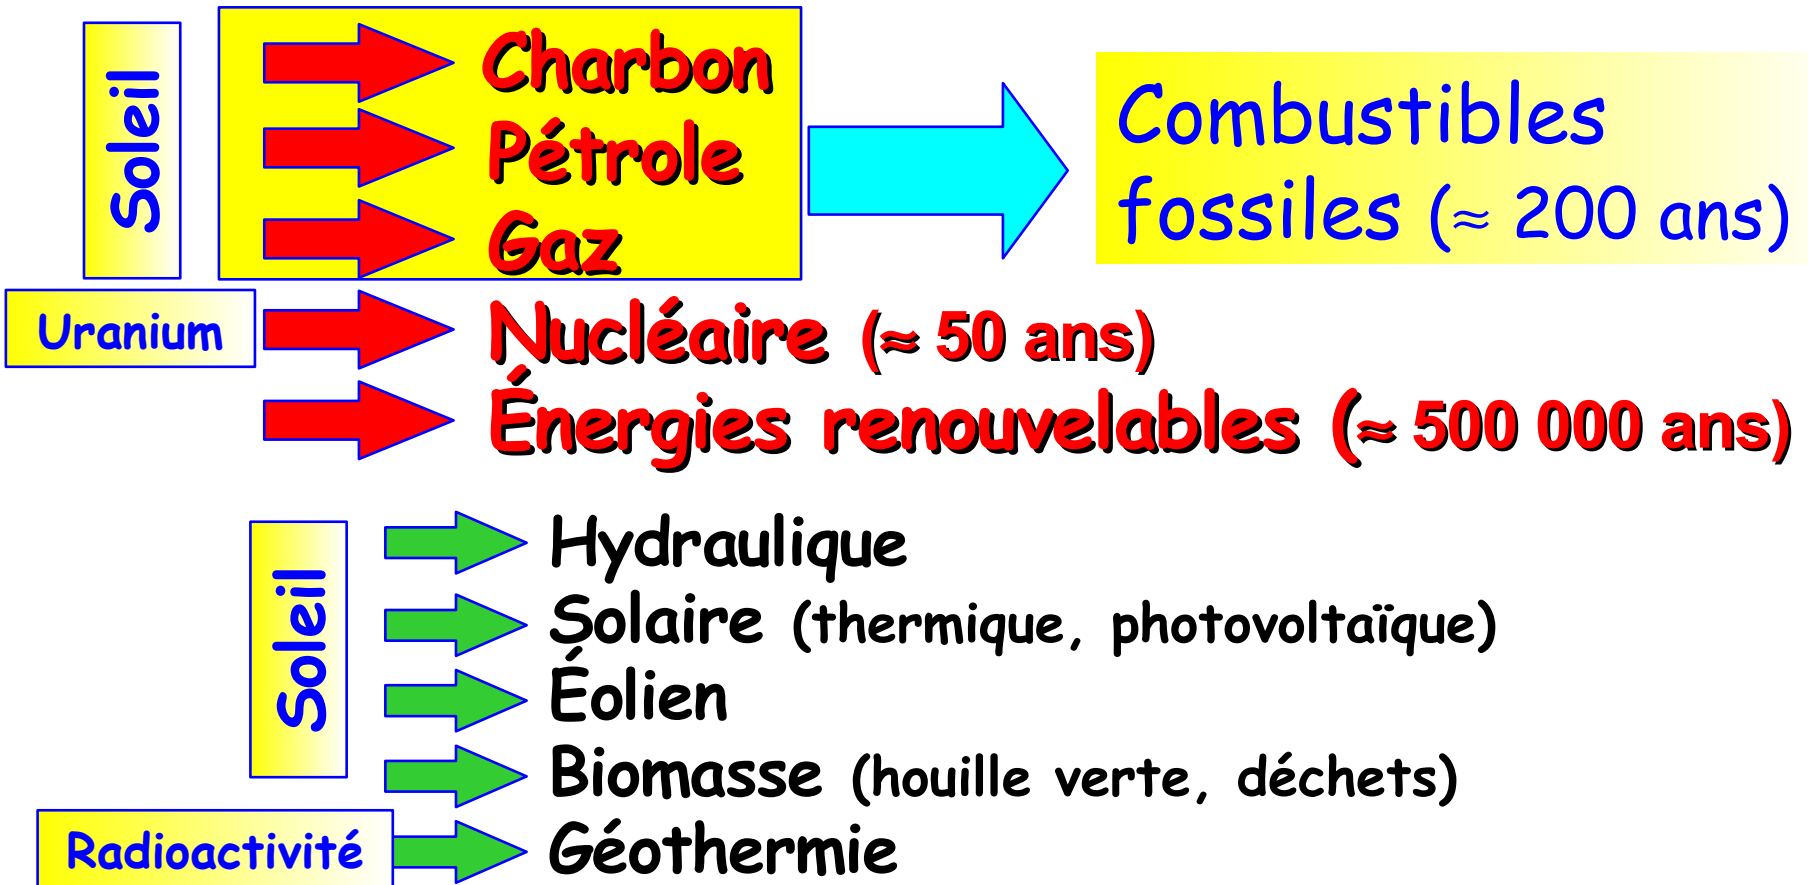 Soleil
Charbon
Pétrole
Gaz
Combustibles
fossiles (≈ 200 ans)
Uranium
Nucléaire (≈ 50 ans)
Énergies renouvelables (≈ 500 000 ans)
Soleil
Hydraulique
Solaire (thermique, photovoltaïque)
Éolien
Biomasse (houille verte, déchets)
Radioactivité
Géothermie